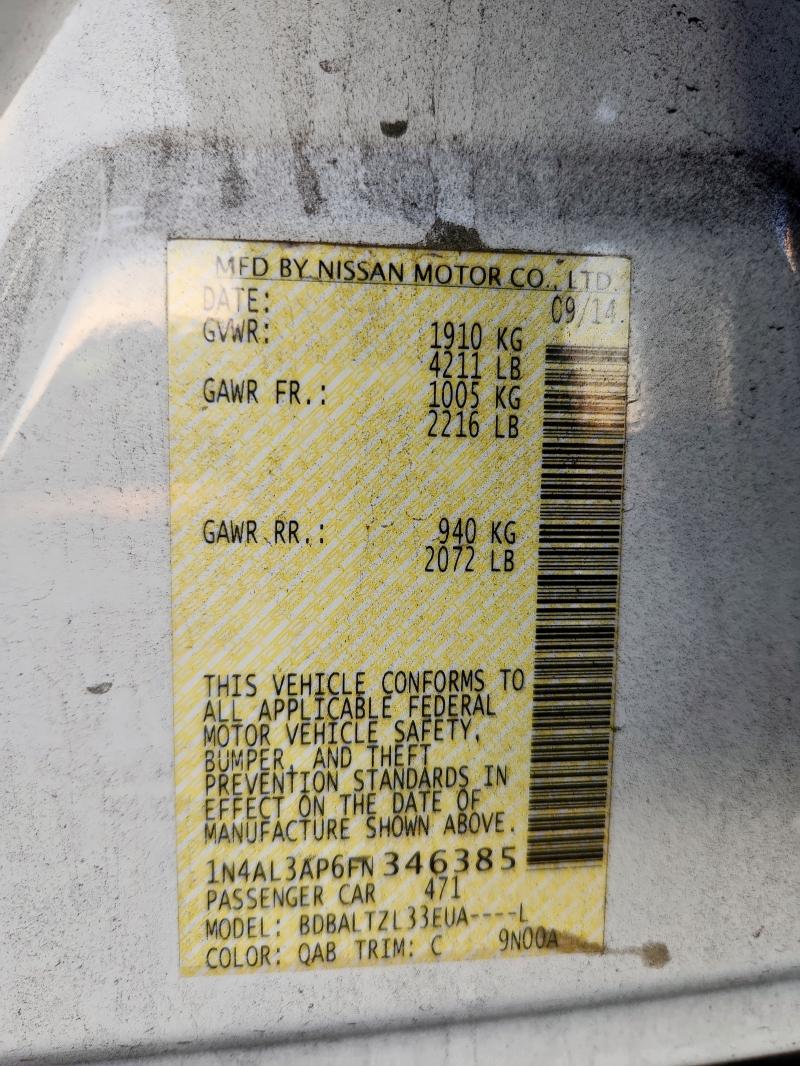 MFD BY NISSAN MOTOR CO., LTD.
DATE: 09/14.
GVWR: 1910 KG
4211 LB
GAWR FR.: 1005 KG
2216 LB
GAWR RR.: 940 KG
2072 LB
THIS VEHICLE CONFORMS TO
ALL APPLICABLE FEDERAL
MOTOR VEHICLE SAFETY,
BUMPER, AND THEFT
PREVENTION STANDARDS IN
EFFECT ON THE DATE OF
MANUFACTURE SHOWN ABOVE.
1N4AL3AP6FN346385
PASSENGER CAR 471
MODEL: BDBALTZL33EUA----L
COLOR: QAB TRIM: C 9N00A